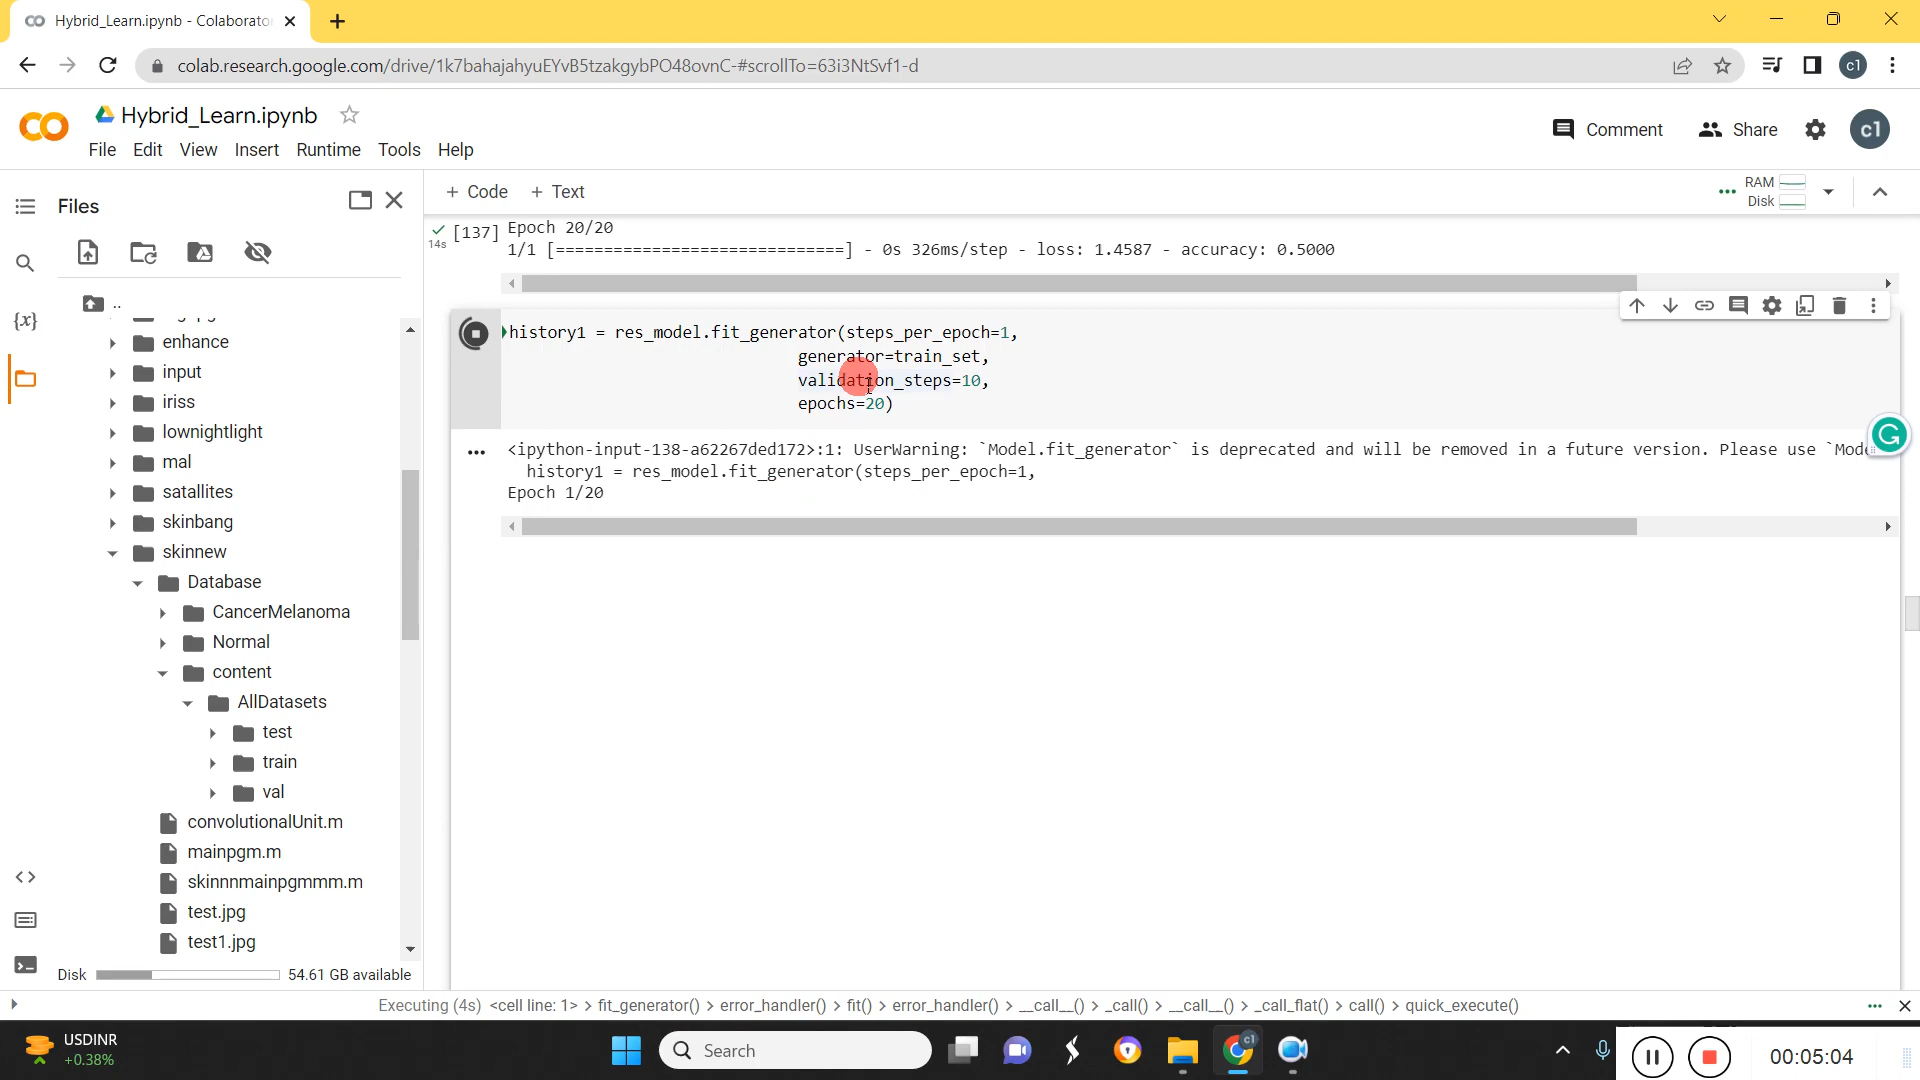 Hybrid_Learn.ipynb - Colaborato
colab.research.google.com/drive/1k7bahajahyuEYvB5tzakgybPO48ovnC-#scrollTo=63i3NtSvf1-d
c1
Hybrid_Learn.ipynb
Comment
Share
c1
File Edit View Insert Runtime Tools Help
Files
+ Code + Text
RAM
Disk
..
enhance
input
iriss
lownightlight
mal
satallites
skinbang
skinnew
Database
CancerMelanoma
Normal
content
AllDatasets
test
train
val
convolutionalUnit.m
mainpgm.m
skinnnmainpgmmm.m
test.jpg
test1.jpg
Disk 54.61 GB available
{x}
14s
[137] Epoch 20/20
1/1 [==============================] - 0s 326ms/step - loss: 1.4587 - accuracy: 0.5000
history1 = res_model.fit_generator(steps_per_epoch=1,
generator=train_set,
validation_steps=10,
epochs=20)
<ipython-input-138-a62267ded172>:1: UserWarning: `Model.fit_generator` is deprecated and will be removed in a future version. Please use `Mode
history1 = res_model.fit_generator(steps_per_epoch=1,
Epoch 1/20
Executing (4s) <cell line: 1> > fit_generator() > error_handler() > fit() > error_handler() > __call__() > _call() > __call__() > _call_flat() > call() > quick_execute()
USDINR
+0.38%
Search
c1
00:05:04